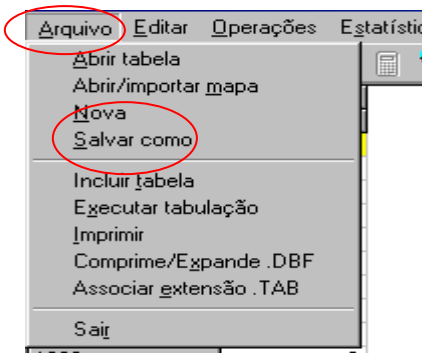 Arquivo Editar Operações Estatístic
Abrir tabela
Abrir/importar mapa
Nova
Salvar como
Incluir tabela
Executar tabulação
Imprimir
Comprime/Expande .DBF
Associar extensão .TAB
Sair